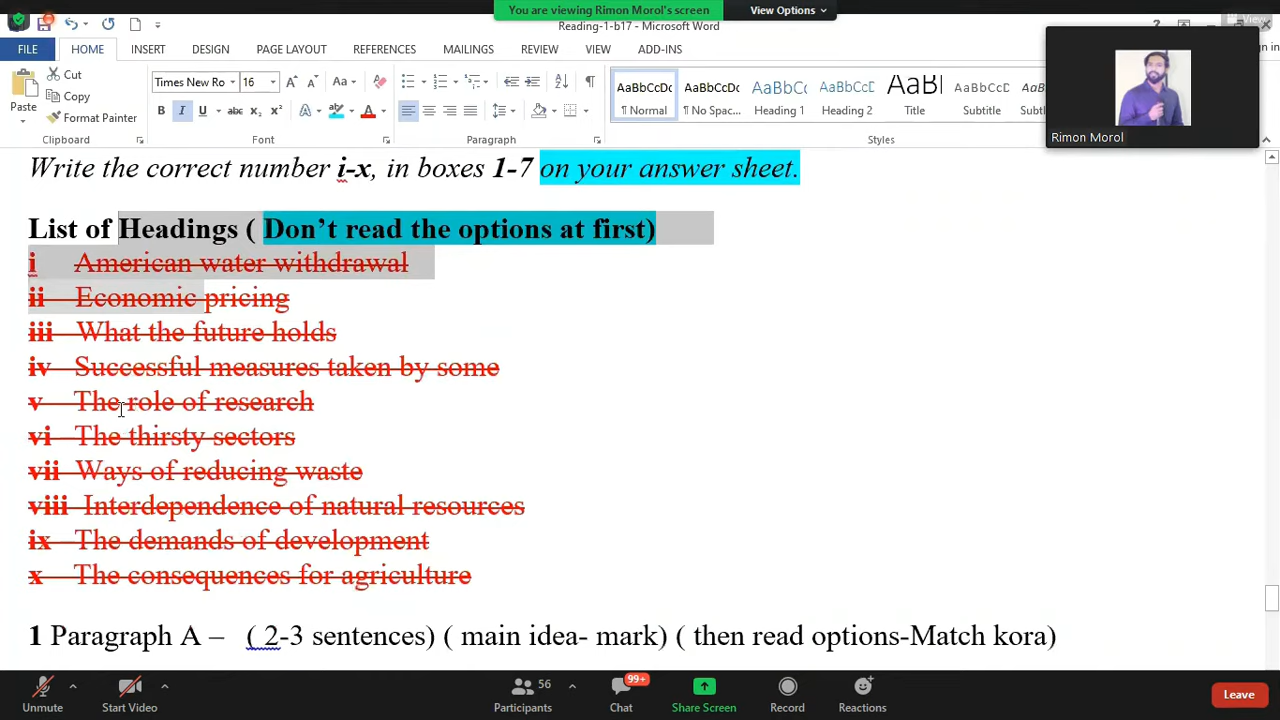 You are viewing Rimon Morol's screen
View Options
View
Reading-1-b17 - Microsoft Word
FILE
HOME
INSERT
DESIGN
PAGE LAYOUT
REFERENCES
MAILINGS
REVIEW
VIEW
ADD-INS
Paste
Cut
Copy
Format Painter
Times New Ro
16
Clipboard
Font
Paragraph
Styles
AaBbCcDc
¶ Normal
AaBbCcDc
¶ No Spac...
AaBbCc
Heading 1
AaBbCcC
Heading 2
AaBl
Title
AaBbCcC
Subtitle
Rimon Morol
Write the correct number i-x, in boxes 1-7 on your answer sheet.
List of Headings ( Don’t read the options at first)
i American water withdrawal
ii Economic pricing
iii What the future holds
iv Successful measures taken by some
v The role of research
vi The thirsty sectors
vii Ways of reducing waste
viii Interdependence of natural resources
ix The demands of development
x The consequences for agriculture
1 Paragraph A – ( 2-3 sentences) ( main idea- mark) ( then read options-Match kora)
Unmute
Start Video
56
Participants
99+
Chat
Share Screen
Record
Reactions
Leave